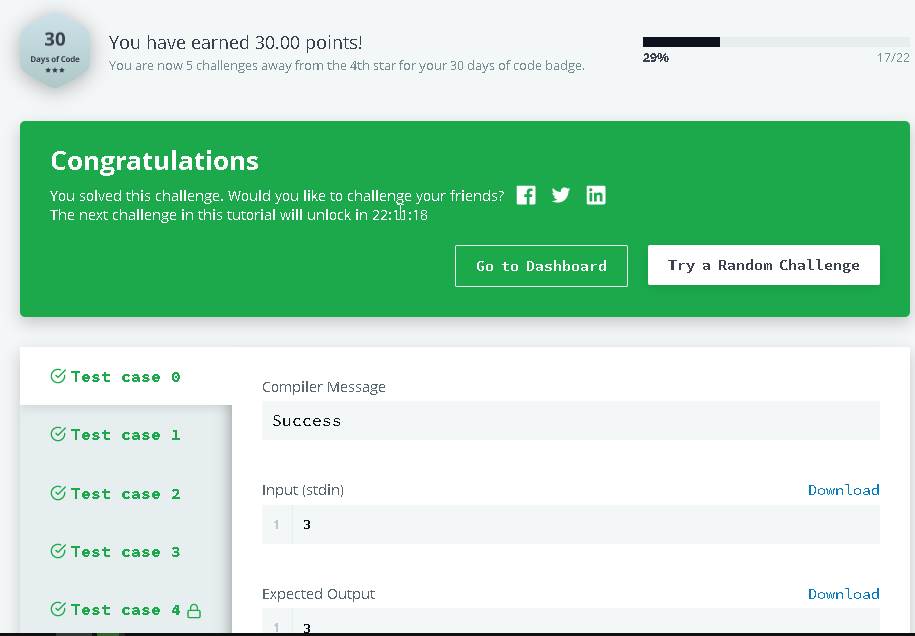 30
Days of Code
You have earned 30.00 points!
You are now 5 challenges away from the 4th star for your 30 days of code badge.
29%
17/22
Congratulations
You solved this challenge. Would you like to challenge your friends?
The next challenge in this tutorial will unlock in 22:11:18
Go to Dashboard
Try a Random Challenge
Test case 0
Test case 1
Test case 2
Test case 3
Test case 4
Compiler Message
Success
Input (stdin)
Download
1 3
Expected Output
Download
1 3